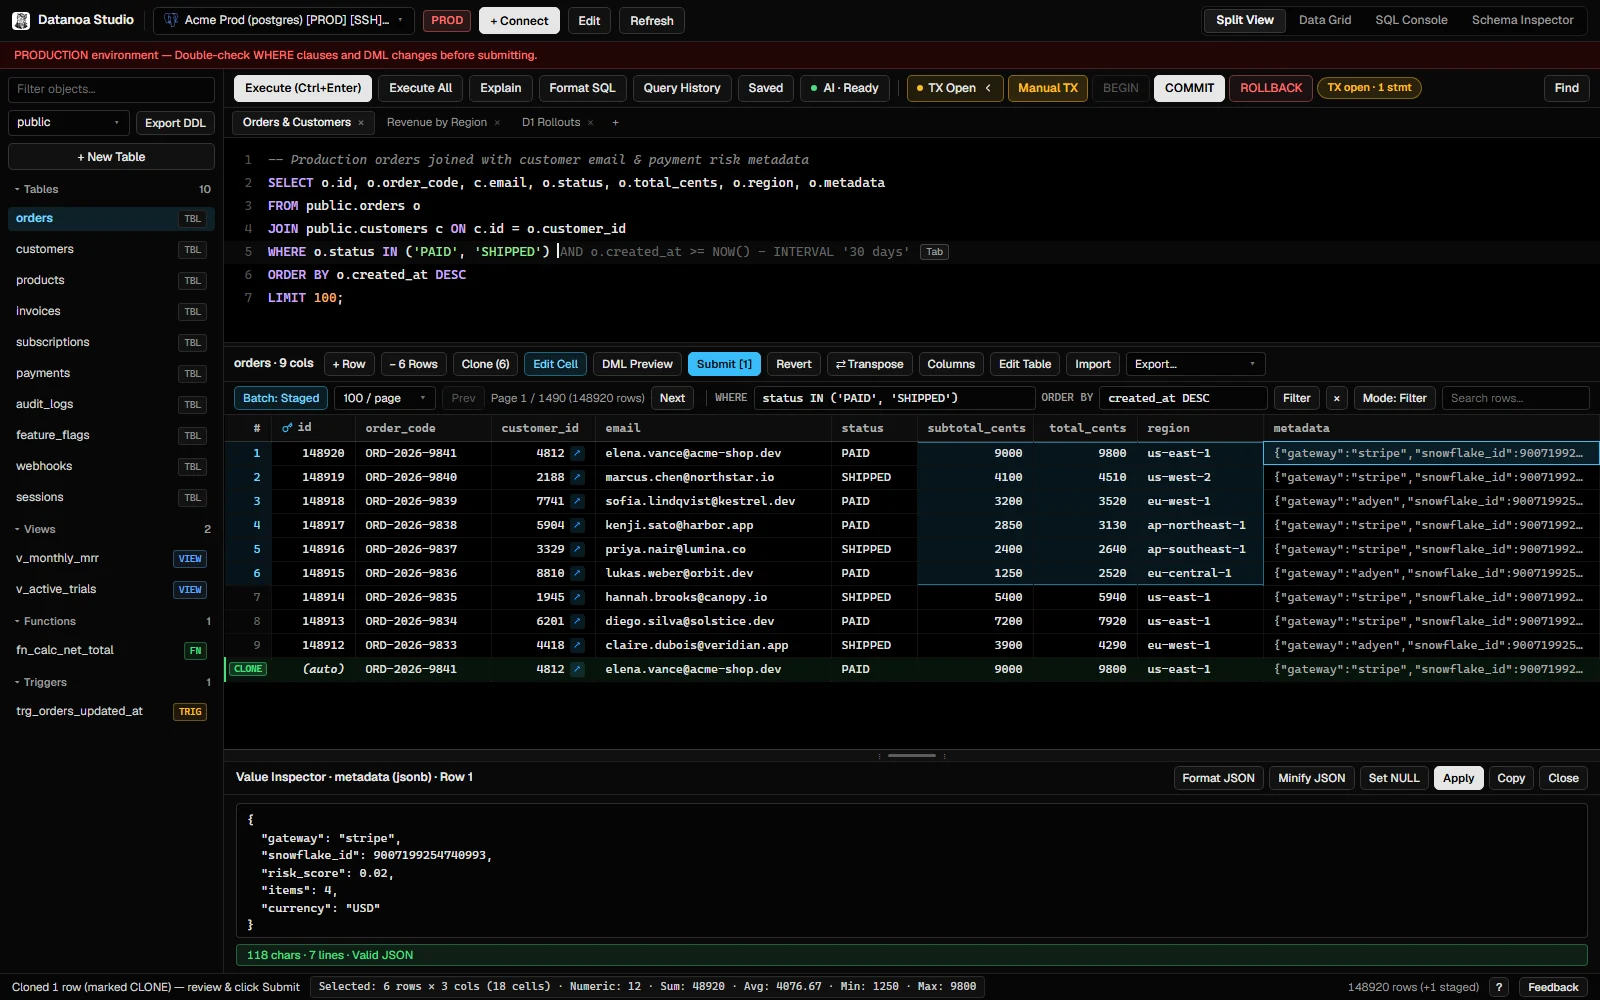 Datanoa Studio
Acme Prod (postgres) [PROD] [SSH]...
PROD
+ Connect
Edit
Refresh
Split View
Data Grid
SQL Console
Schema Inspector
PRODUCTION environment — Double-check WHERE clauses and DML changes before submitting.
Filter objects...
public
Export DDL
+ New Table
Tables 10
orders TBL
customers TBL
products TBL
invoices TBL
subscriptions TBL
payments TBL
audit_logs TBL
feature_flags TBL
webhooks TBL
sessions TBL
Views 2
v_monthly_mrr VIEW
v_active_trials VIEW
Functions 1
fn_calc_net_total FN
Triggers 1
trg_orders_updated_at TRIG
Execute (Ctrl+Enter)
Execute All
Explain
Format SQL
Query History
Saved
AI · Ready
TX Open
Manual TX
BEGIN
COMMIT
ROLLBACK
TX open · 1 stmt
Find
Orders & Customers ×
Revenue by Region ×
D1 Rollouts ×
+
1 -- Production orders joined with customer email & payment risk metadata
2 SELECT o.id, o.order_code, c.email, o.status, o.total_cents, o.region, o.metadata
3 FROM public.orders o
4 JOIN public.customers c ON c.id = o.customer_id
5 WHERE o.status IN ('PAID', 'SHIPPED') AND o.created_at >= NOW() - INTERVAL '30 days' Tab
6 ORDER BY o.created_at DESC
7 LIMIT 100;
orders · 9 cols
+ Row
− 6 Rows
Clone (6)
Edit Cell
DML Preview
Submit [1]
Revert
⇄ Transpose
Columns
Edit Table
Import
Export...
Batch: Staged
100 / page
Prev
Page 1 / 1490 (148920 rows)
Next
WHERE status IN ('PAID', 'SHIPPED')
ORDER BY created_at DESC
Filter
×
Mode: Filter
Search rows...
# id order_code customer_id email status subtotal_cents total_cents region metadata
1 148920 ORD-2026-9841 4812 ↗ elena.vance@acme-shop.dev PAID 9000 9800 us-east-1 {"gateway":"stripe","snowflake_id":90071992...
2 148919 ORD-2026-9840 2188 ↗ marcus.chen@northstar.io SHIPPED 4100 4510 us-west-2 {"gateway":"stripe","snowflake_id":90071992...
3 148918 ORD-2026-9839 7741 ↗ sofia.lindqvist@kestrel.dev PAID 3200 3520 eu-west-1 {"gateway":"adyen","snowflake_id":900719925...
4 148917 ORD-2026-9838 5904 ↗ kenji.sato@harbor.app PAID 2850 3130 ap-northeast-1 {"gateway":"stripe","snowflake_id":90071992...
5 148916 ORD-2026-9837 3329 ↗ priya.nair@lumina.co SHIPPED 2400 2640 ap-southeast-1 {"gateway":"stripe","snowflake_id":90071992...
6 148915 ORD-2026-9836 8810 ↗ lukas.weber@orbit.dev PAID 1250 2520 eu-central-1 {"gateway":"adyen","snowflake_id":900719925...
7 148914 ORD-2026-9835 1945 ↗ hannah.brooks@canopy.io SHIPPED 5400 5940 us-east-1 {"gateway":"stripe","snowflake_id":90071992...
8 148913 ORD-2026-9834 6201 ↗ diego.silva@solstice.dev PAID 7200 7920 us-east-1 {"gateway":"stripe","snowflake_id":90071992...
9 148912 ORD-2026-9833 4418 ↗ claire.dubois@veridian.app SHIPPED 3900 4290 eu-west-1 {"gateway":"adyen","snowflake_id":900719925...
CLONE (auto) ORD-2026-9841 4812 ↗ elena.vance@acme-shop.dev PAID 9000 9800 us-east-1 {"gateway":"stripe","snowflake_id":90071992...
Value Inspector · metadata (jsonb) · Row 1
Format JSON
Minify JSON
Set NULL
Apply
Copy
Close
{
"gateway": "stripe",
"snowflake_id": 9007199254740993,
"risk_score": 0.02,
"items": 4,
"currency": "USD"
}
118 chars · 7 lines · Valid JSON
Cloned 1 row (marked CLONE) — review & click Submit
Selected: 6 rows × 3 cols (18 cells) · Numeric: 12 · Sum: 48920 · Avg: 4076.67 · Min: 1250 · Max: 9800
148920 rows (+1 staged)
?
Feedback